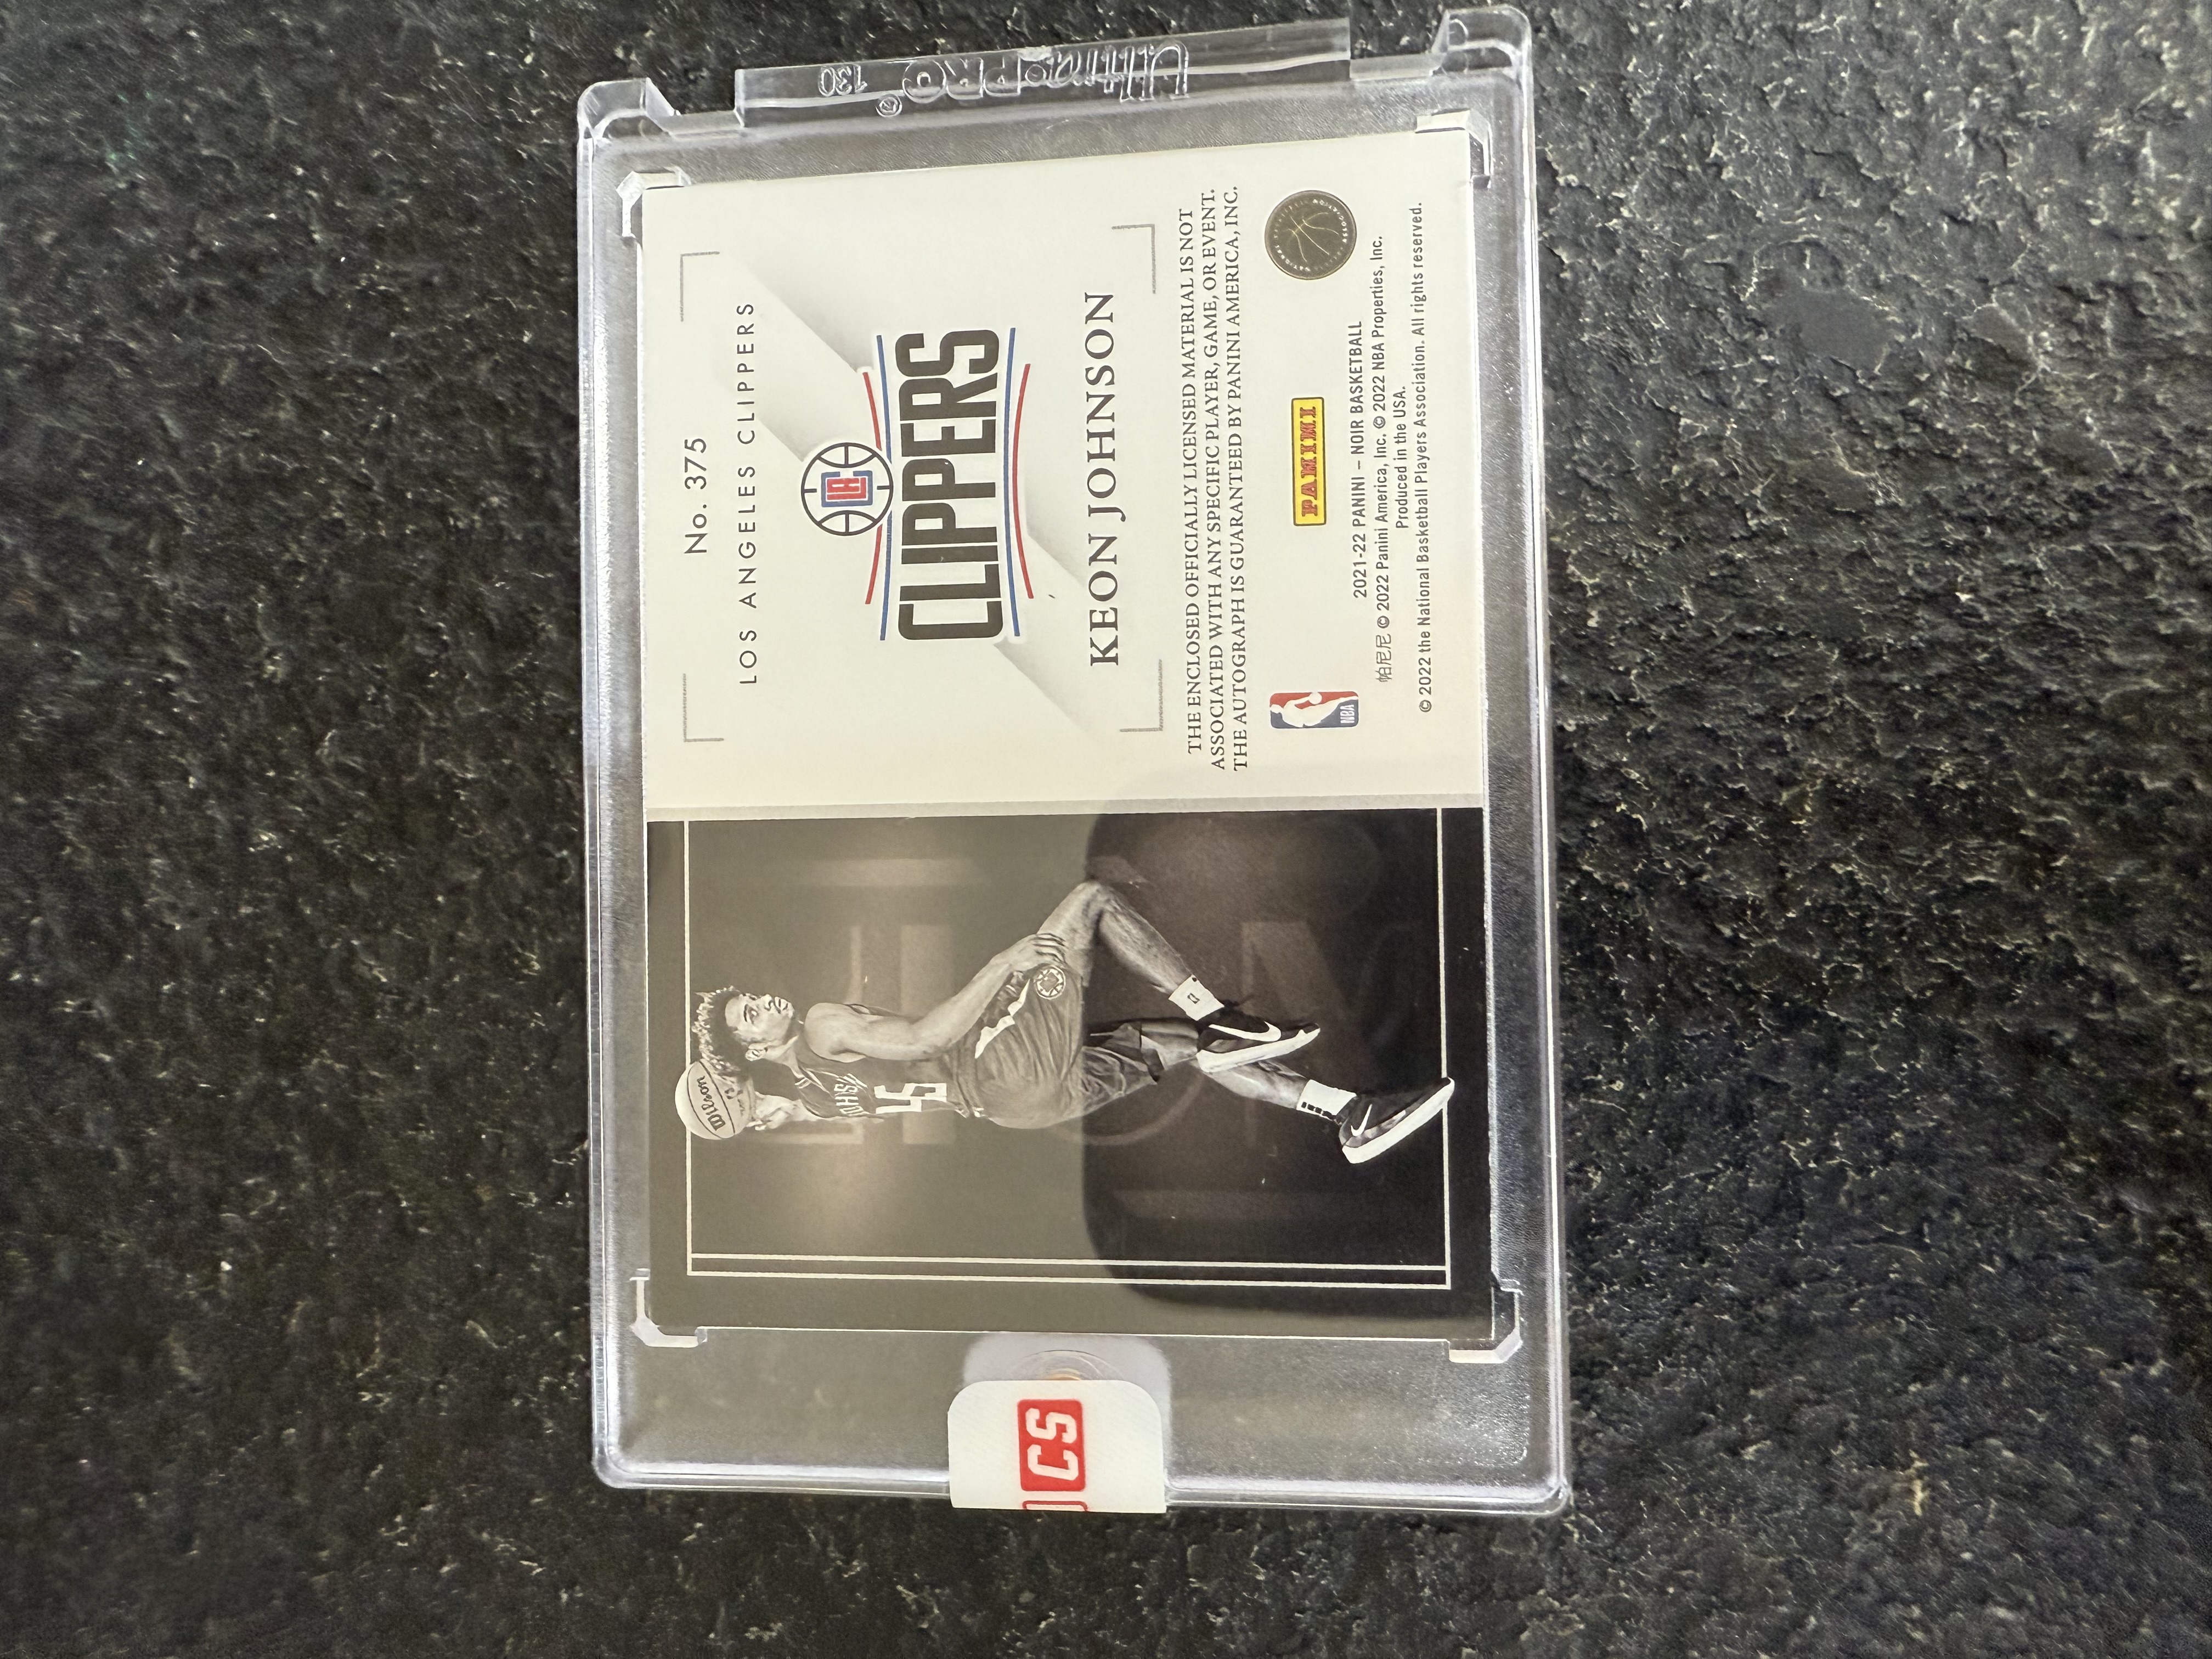 UltraPRO®
130
No. 375
LOS ANGELES CLIPPERS
LA
CLIPPERS
KEON JOHNSON
THE ENCLOSED OFFICIALLY LICENSED MATERIAL IS NOT
ASSOCIATED WITH ANY SPECIFIC PLAYER, GAME, OR EVENT.
THE AUTOGRAPH IS GUARANTEED BY PANINI AMERICA, INC.
NBA
PANINI
2021-22 PANINI – NOIR BASKETBALL
帕尼尼 © 2022 Panini America, Inc. © 2022 NBA Properties, Inc.
Produced in the USA.
© 2022 the National Basketball Players Association. All rights reserved.
Wilson
45
CS